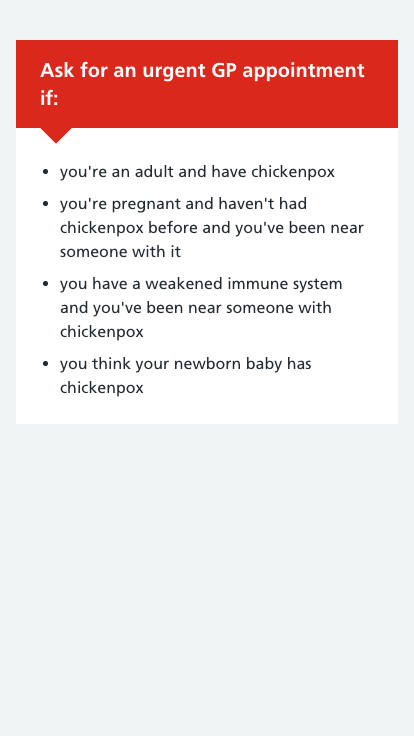 Ask for an urgent GP appointment
if:
• you're an adult and have chickenpox
• you're pregnant and haven't had
chickenpox before and you've been near
someone with it
• you have a weakened immune system
and you've been near someone with
chickenpox
• you think your newborn baby has
chickenpox